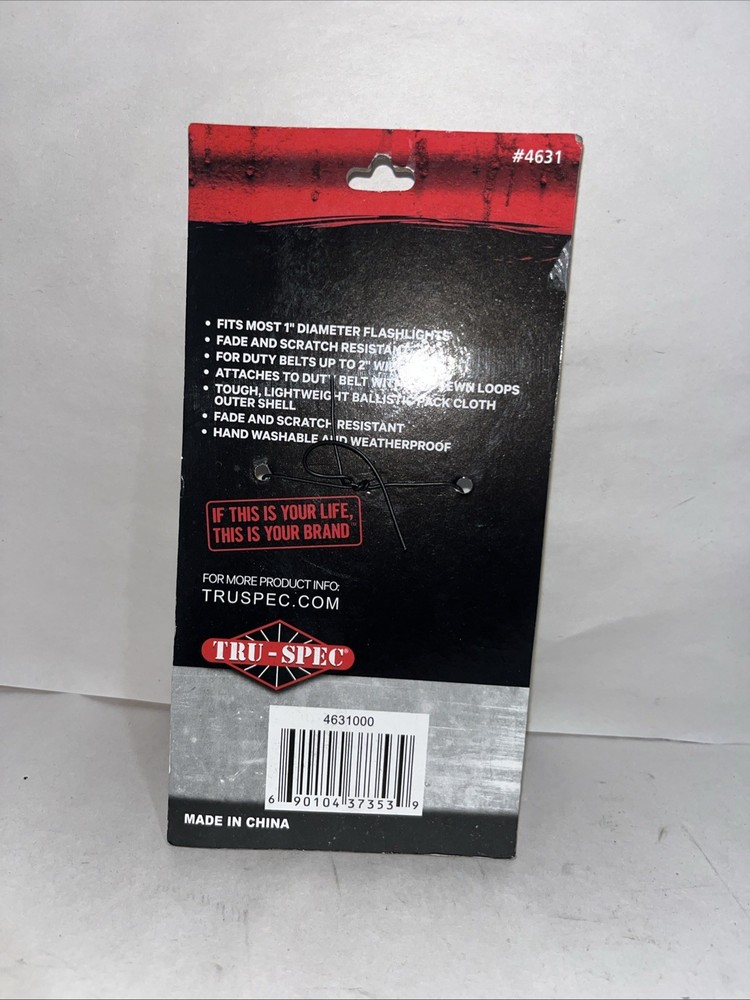 #4631
• FITS MOST 1" DIAMETER FLASHLIGHTS
• FADE AND SCRATCH RESISTANT
• FOR DUTY BELTS UP TO 2"
• ATTACHES TO DUTY BELT LOOPS
• TOUGH, LIGHTWEIGHT BALLISTIC PACK CLOTH
OUTER SHELL
• FADE AND SCRATCH RESISTANT
• HAND WASHABLE AND WEATHERPROOF
IF THIS IS YOUR LIFE,
THIS IS YOUR BRAND™
FOR MORE PRODUCT INFO:
TRUSPEC.COM
TRU-SPEC®
4631000
6 90104 37353 9
MADE IN CHINA